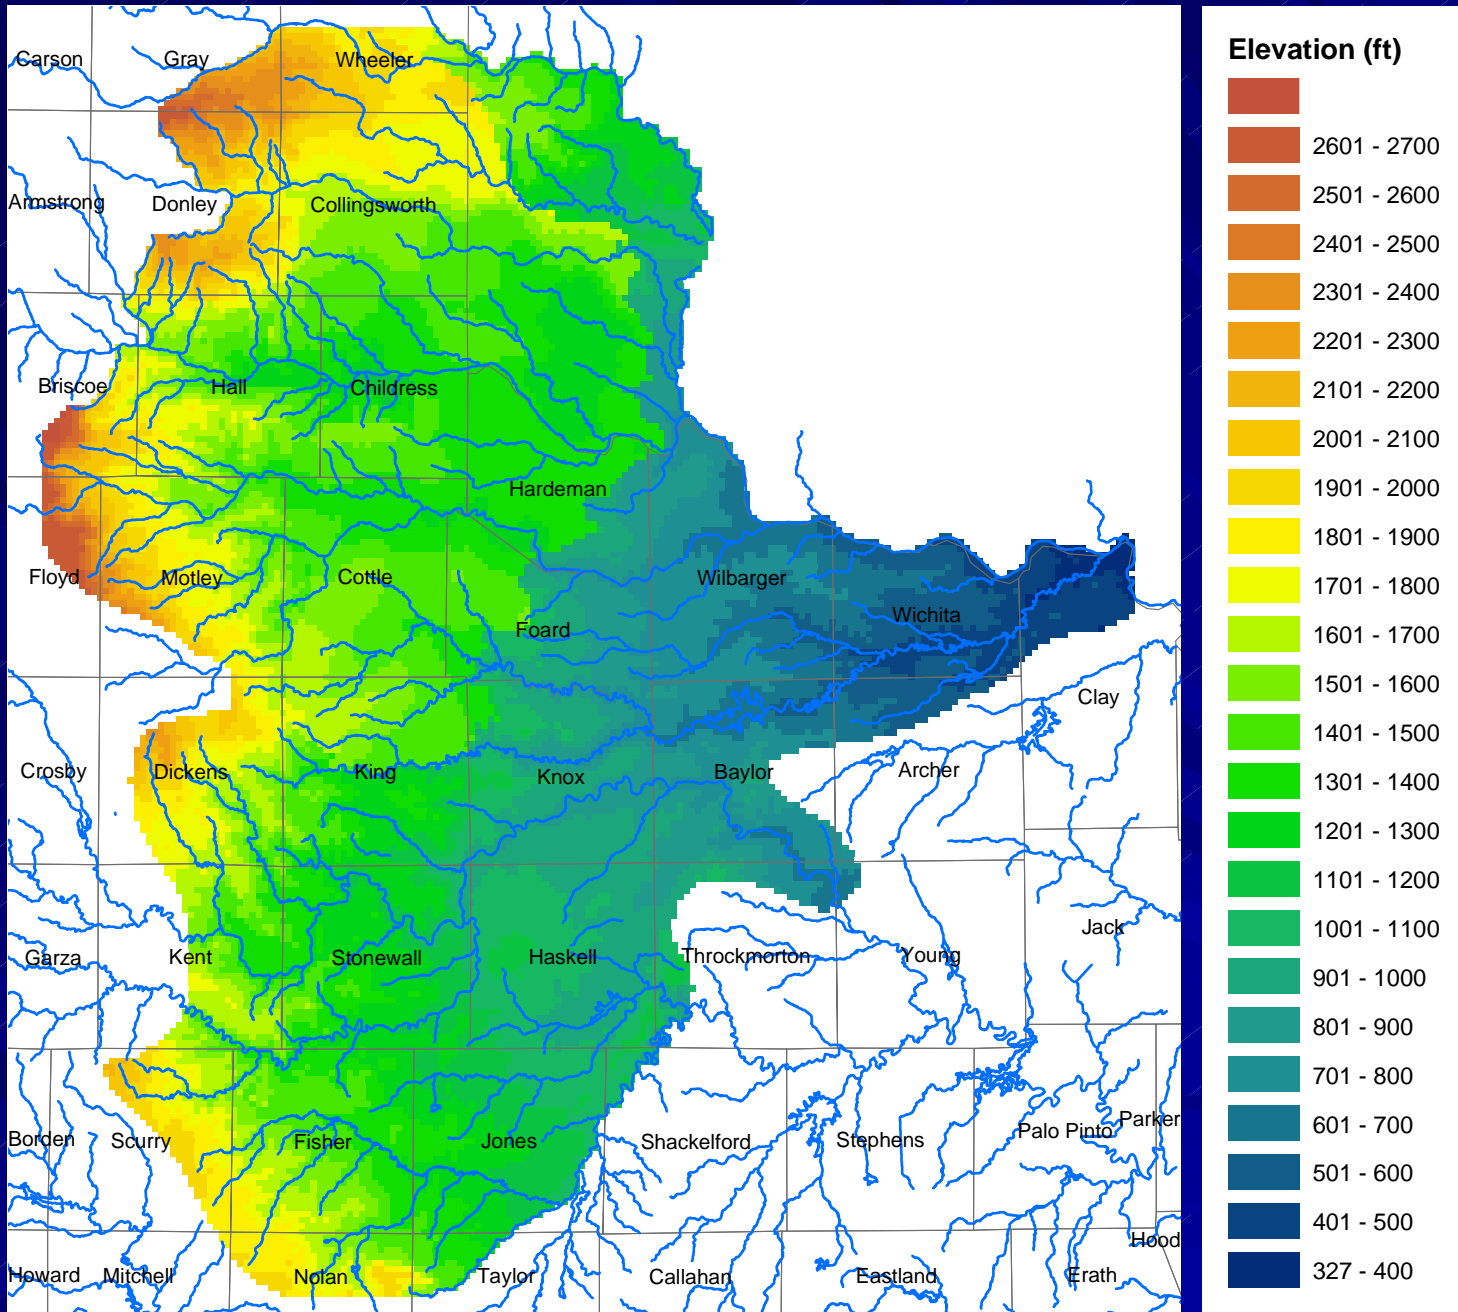 Carson
Gray
Wheeler
Armstrong
Donley
Collingsworth
Briscoe
Hall
Childress
Hardeman
Floyd
Motley
Cottle
Foard
Wilbarger
Wichita
Clay
Crosby
Dickens
King
Knox
Baylor
Archer
Garza
Kent
Stonewall
Haskell
Throckmorton
Young
Jack
Borden
Scurry
Fisher
Jones
Shackelford
Stephens
Palo Pinto
Parker
Hood
Howard
Mitchell
Nolan
Taylor
Callahan
Eastland
Erath
Elevation (ft)
2601 - 2700
2501 - 2600
2401 - 2500
2301 - 2400
2201 - 2300
2101 - 2200
2001 - 2100
1901 - 2000
1801 - 1900
1701 - 1800
1601 - 1700
1501 - 1600
1401 - 1500
1301 - 1400
1201 - 1300
1101 - 1200
1001 - 1100
901 - 1000
801 - 900
701 - 800
601 - 700
501 - 600
401 - 500
327 - 400